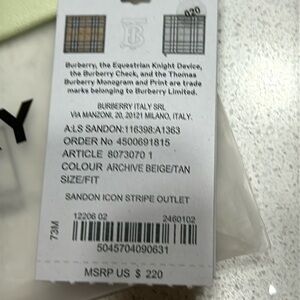 020
Burberry, the Equestrian Knight Device,
the Burberry Check, and the Thomas
Burberry Monogram and Print are trade
marks belonging to Burberry Limited.
BURBERRY ITALY SRL
VIA MANZONI, 20, 20121 MILANO, ITALY.
A:LS SANDON:116398:A1363
ORDER No 4500691815
ARTICLE 8073070 1
COLOUR ARCHIVE BEIGE/TAN
SIZE/FIT
SANDON ICON STRIPE OUTLET
73M
12206 02 2460102
5045704090631
MSRP US $ 220
Y